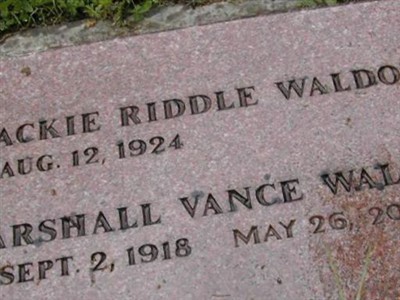 ACKIE RIDDLE WALDO
AUG. 12, 1924
ARSHALL VANCE WAL
SEPT. 2, 1918 MAY 26, 20